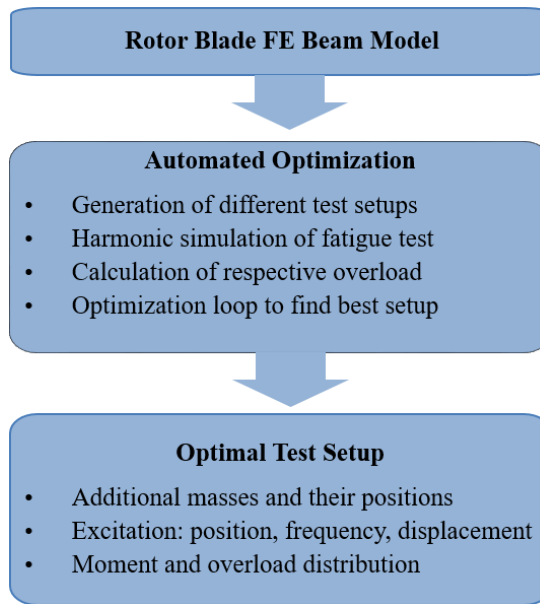 Rotor Blade FE Beam Model
Automated Optimization
• Generation of different test setups
• Harmonic simulation of fatigue test
• Calculation of respective overload
• Optimization loop to find best setup
Optimal Test Setup
• Additional masses and their positions
• Excitation: position, frequency, displacement
• Moment and overload distribution